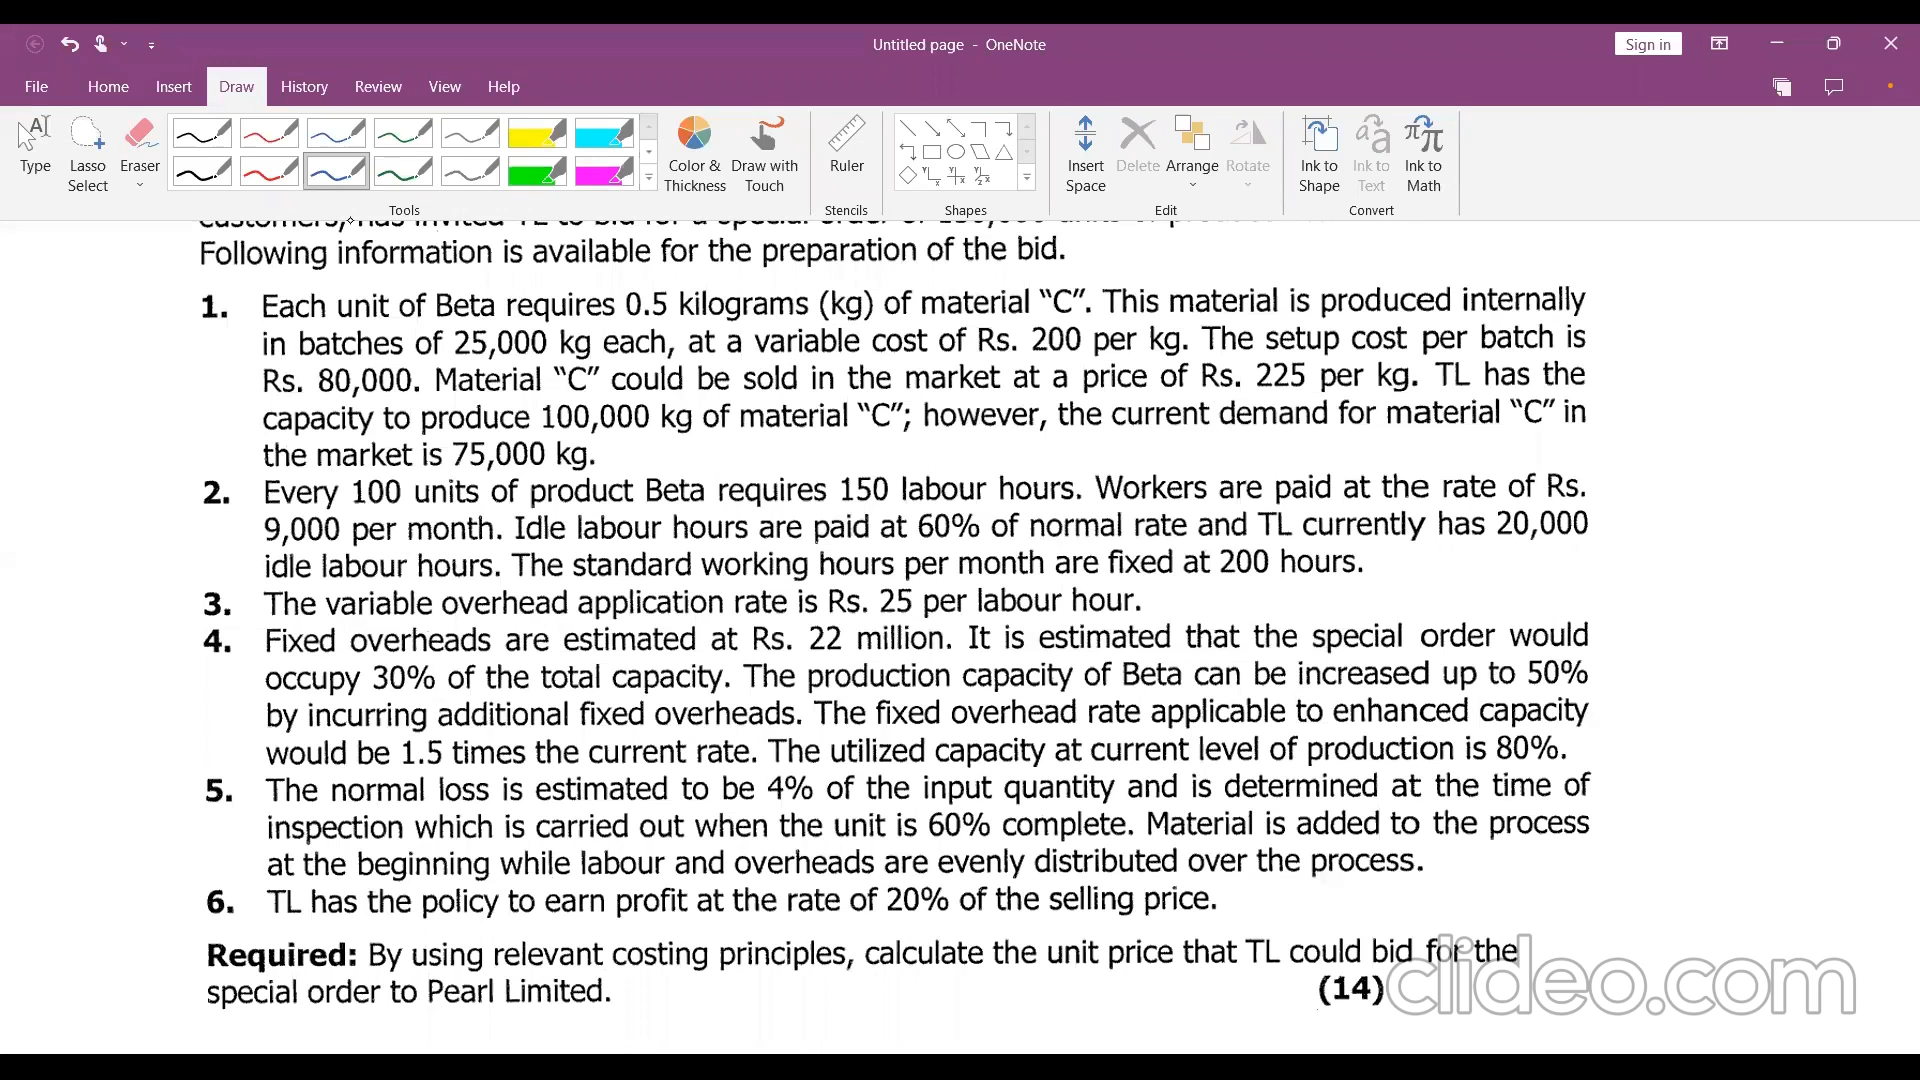 Untitled page - OneNote
Sign in
File Home Insert Draw History Review View Help
Type
Lasso Select
Eraser
Color & Thickness
Draw with Touch
Ruler
Insert Space
Delete
Arrange
Rotate
Ink to Shape
Ink to Text
Ink to Math
Tools Stencils Shapes Edit Convert
customers, has invited TL to bid for a special order of
Following information is available for the preparation of the bid.
1. Each unit of Beta requires 0.5 kilograms (kg) of material “C”. This material is produced internally
in batches of 25,000 kg each, at a variable cost of Rs. 200 per kg. The setup cost per batch is
Rs. 80,000. Material “C” could be sold in the market at a price of Rs. 225 per kg. TL has the
capacity to produce 100,000 kg of material “C”; however, the current demand for material “C” in
the market is 75,000 kg.
2. Every 100 units of product Beta requires 150 labour hours. Workers are paid at the rate of Rs.
9,000 per month. Idle labour hours are paid at 60% of normal rate and TL currently has 20,000
idle labour hours. The standard working hours per month are fixed at 200 hours.
3. The variable overhead application rate is Rs. 25 per labour hour.
4. Fixed overheads are estimated at Rs. 22 million. It is estimated that the special order would
occupy 30% of the total capacity. The production capacity of Beta can be increased up to 50%
by incurring additional fixed overheads. The fixed overhead rate applicable to enhanced capacity
would be 1.5 times the current rate. The utilized capacity at current level of production is 80%.
5. The normal loss is estimated to be 4% of the input quantity and is determined at the time of
inspection which is carried out when the unit is 60% complete. Material is added to the process
at the beginning while labour and overheads are evenly distributed over the process.
6. TL has the policy to earn profit at the rate of 20% of the selling price.
Required: By using relevant costing principles, calculate the unit price that TL could bid for the
special order to Pearl Limited. (14)
clideo.com